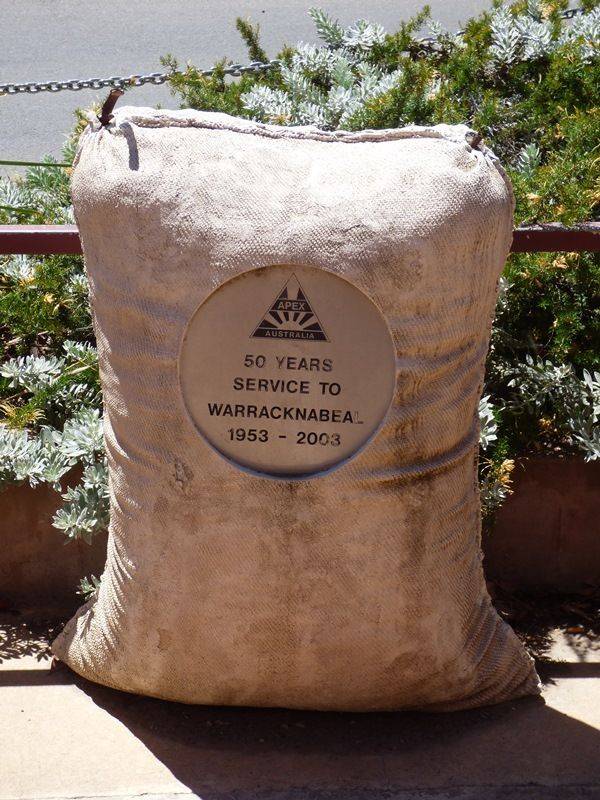 APEX
AUSTRALIA
50 YEARS
SERVICE TO
WARRACKNABEAL
1953 - 2003